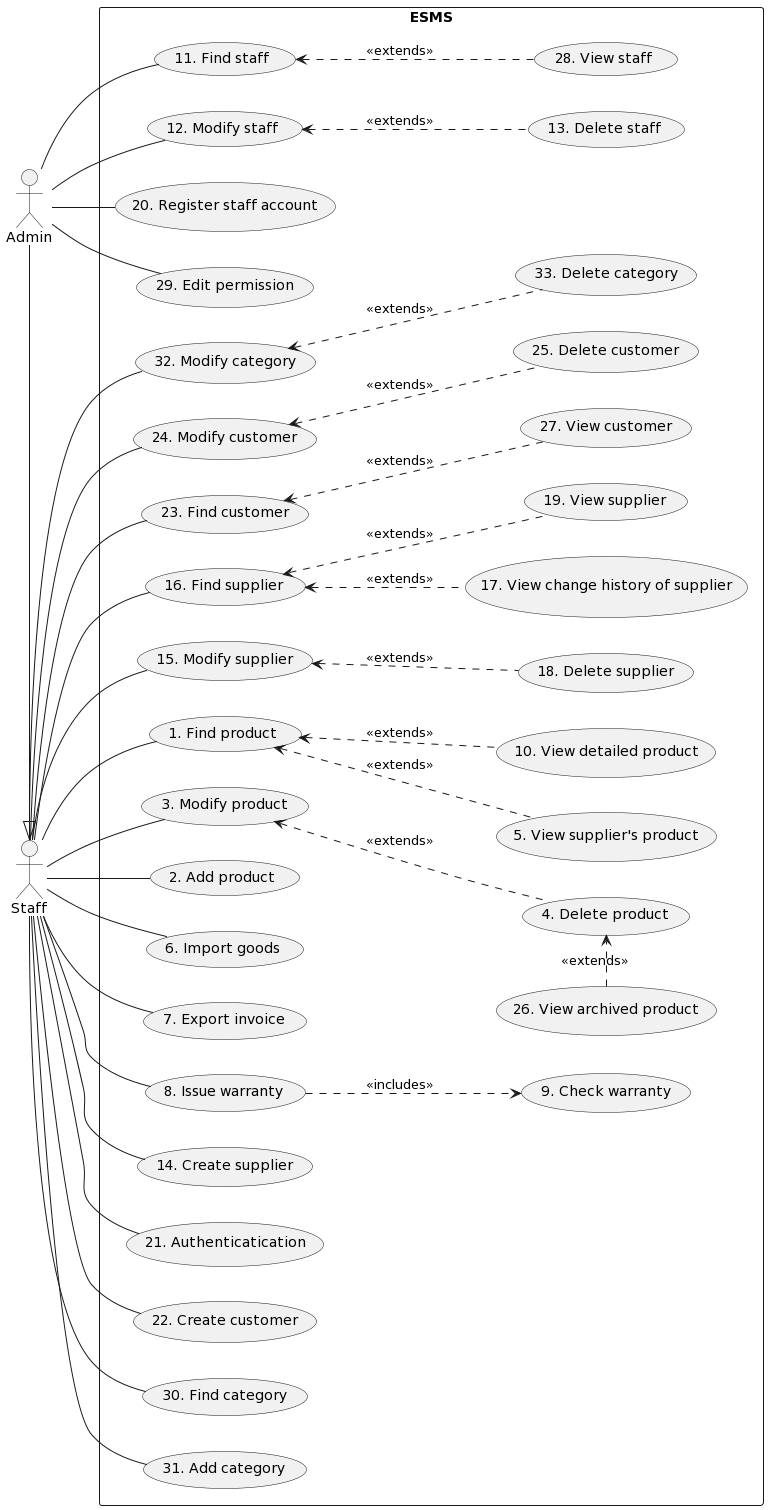 ESMS
11. Find staff
«extends»
28. View staff
12. Modify staff
«extends»
13. Delete staff
20. Register staff account
Admin
29. Edit permission
33. Delete category
«extends»
32. Modify category
25. Delete customer
«extends»
24. Modify customer
27. View customer
«extends»
23. Find customer
19. View supplier
«extends»
16. Find supplier
«extends»
17. View change history of supplier
15. Modify supplier
«extends»
18. Delete supplier
1. Find product
«extends»
10. View detailed product
«extends»
5. View supplier's product
3. Modify product
«extends»
2. Add product
Staff
4. Delete product
6. Import goods
«extends»
26. View archived product
7. Export invoice
8. Issue warranty
«includes»
9. Check warranty
14. Create supplier
21. Authenticatication
22. Create customer
30. Find category
31. Add category